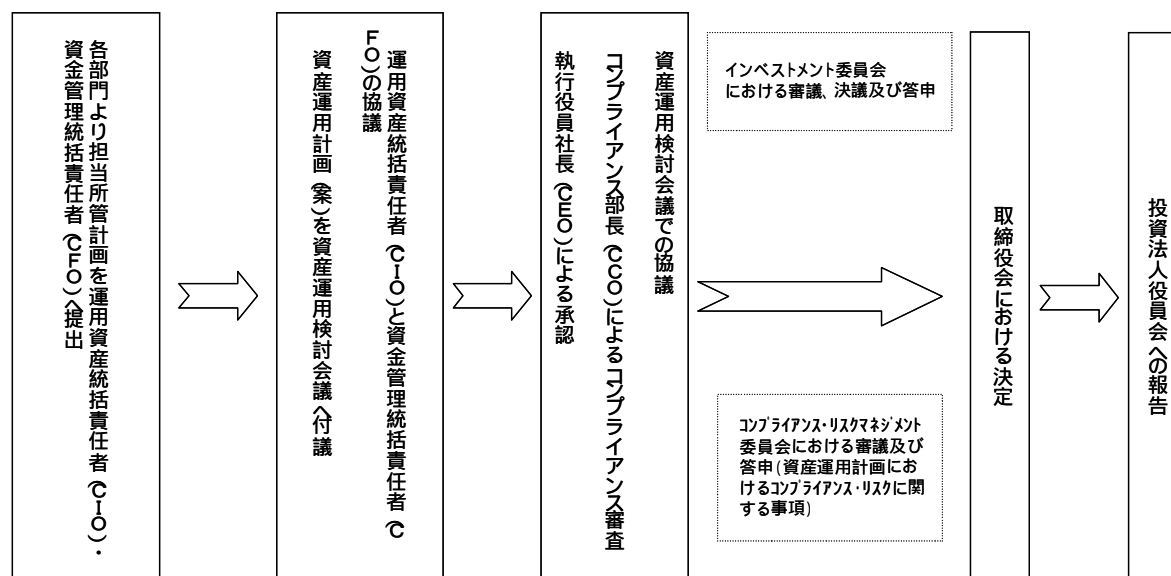 各部門より担当所管計画を運用資産統括責任者（CIO）・
資金管理統括責任者（CFO）へ提出
運用資産統括責任者（CIO）と資金管理統括責任者（C
FO）の協議
資産運用計画（案）を資産運用検討会議へ付議
資産運用検討会議での協議
コンプライアンス部長（CCO）によるコンプライアンス審査
執行役員社長（CEO）による承認
インベストメント委員会
における審議、決議及び答申
コンプライアンス・リスクマネジメント
委員会における審議及び
答申(資産運用計画にお
けるコンプライアンス・リスクに関
する事項)
取締役会における決定
投資法人役員会への報告